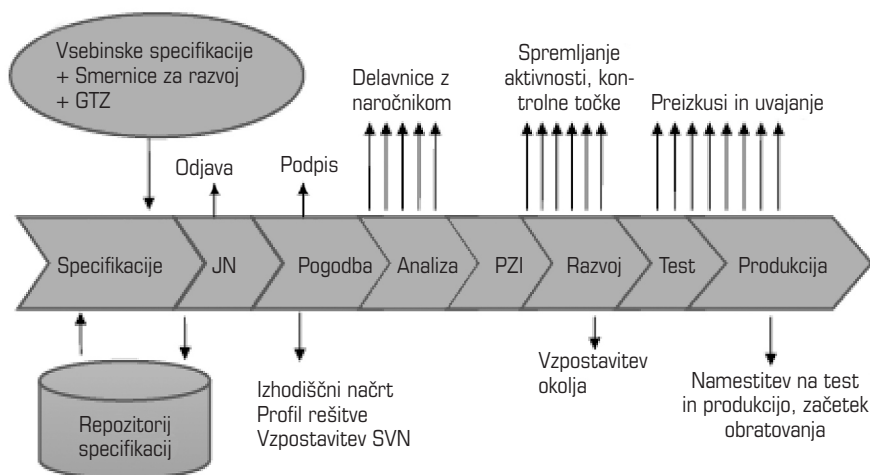 Vsebinske specifikacije
+ Smernice za razvoj
+ GTZ
Delavnice z
naročnikom
Spremljanje
aktivnosti, kon-
trolne točke
Preizkusi in uvajanje
Odjava
Podpis
Specifikacije
JN
Pogodba
Analiza
PZI
Razvoj
Test
Produkcija
Repozitorij
specifikacij
Izhodiščni načrt
Profil rešitve
Vzpostavitev SVN
Vzpostavitev
okolja
Namestitev na test
in produkcijo, začetek
obratovanja